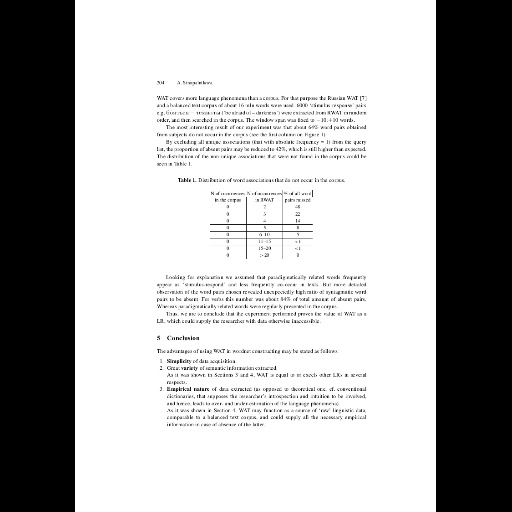 204 A. Sinopalnikova
WAT covers more language phenomena than a corpus. For that purpose the Russian WAT [7]
and a balanced text corpus of about 16 mln words were used. 6000 'stimulus-response' pairs
e.g. (be afraid of – darkness) were extracted from RWAT in random
order, and then searched in the corpus. The window span was fixed to −10;+10 words.
The most interesting result of our experiment was that about 64% word pairs obtained
from subjects do not occur in the corpus (see the first column on Figure 1).
By excluding all unique associations (that with absolute frequency = 1) from the query
list, the proportion of absent pairs may be reduced to 42%, which is still higher than expected.
The distribution of the non-unique associations that were not found in the corpus could be
seen in Table 1.
Table 1. Distribution of word associations that do not occur in the corpus.
N of occurrences N of occurrences % of all word
in the corpus in RWAT pairs missed
0 2 48
0 3 22
0 4 14
0 5 8
0 6–10 5
0 11–15 <1
0 16–20 <1
0 >20 0
Looking for explanation we assumed that paradigmatically related words frequently
appear as 'stimulus-respond' and less frequently co-occur in texts. But more detailed
observation of the word pairs chosen revealed unexpectedly high ratio of syntagmatic word
pairs to be absent. For verbs this number was about 84% of total amount of absent pairs.
Whereas paradigmatically related words were regularly presented in the corpus.
Thus, we are to conclude that the experiment performed proves the value of WAT as a
LR, which could supply the researcher with data otherwise inaccessible.
5 Conclusion
The advantages of using WAT in wordnet constructing may be stated as follows:
1. Simplicity of data acquisition.
2. Great variety of semantic information extracted.
As it was shown in Sections 3 and 4, WAT is equal to or excels other LRs in several
respects.
3. Empirical nature of data extracted (as opposed to theoretical one, cf. conventional
dictionaries, that supposes the researcher's introspection and intuition to be involved,
and hence, leads to over- and under-estimation of the language phenomena).
As it was shown in Section 4, WAT may function as a source of 'raw' linguistic data,
comparable to a balanced text corpus, and could supply all the necessary empirical
information in case of absence of the latter.